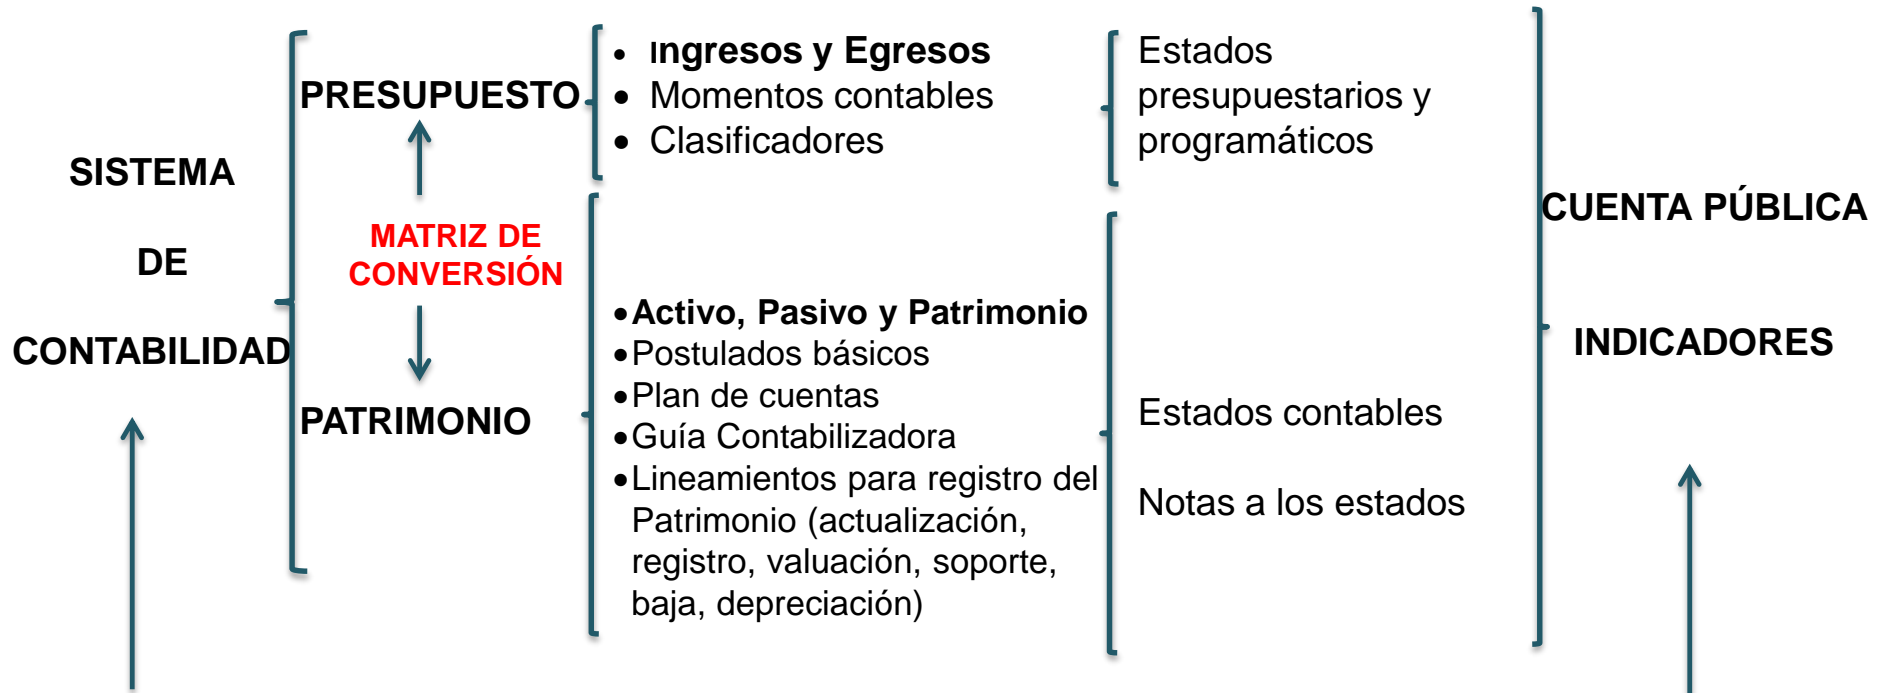 SISTEMA
DE
CONTABILIDAD
PRESUPUESTO
MATRIZ DE
CONVERSIÓN
PATRIMONIO
• Ingresos y Egresos
• Momentos contables
• Clasificadores
• Activo, Pasivo y Patrimonio
• Postulados básicos
• Plan de cuentas
• Guía Contabilizadora
• Lineamientos para registro del
Patrimonio (actualización,
registro, valuación, soporte,
baja, depreciación)
Estados
presupuestarios y
programáticos
Estados contables
Notas a los estados
CUENTA PÚBLICA
INDICADORES